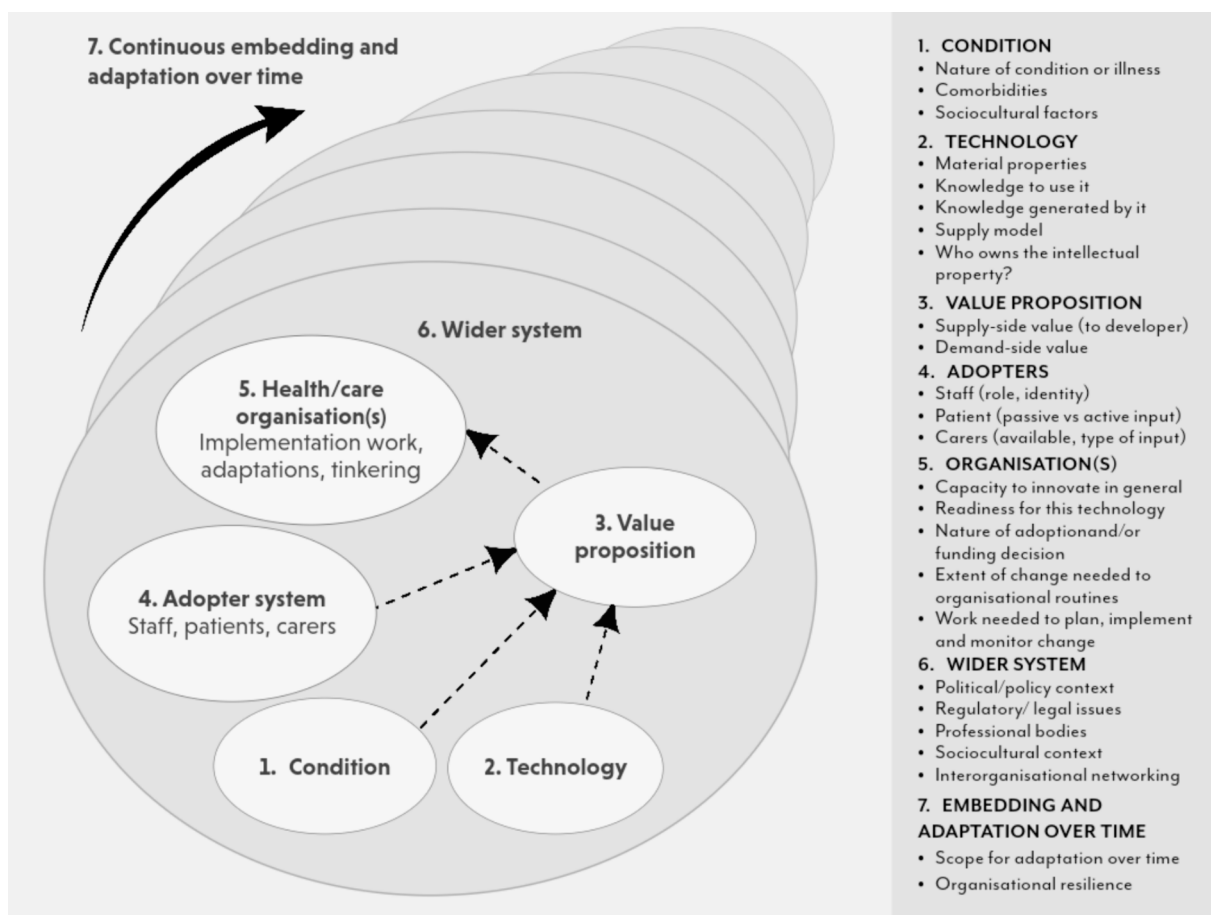 7. Continuous embedding and
adaptation over time
6. Wider system
5. Health/care
organisation(s)
Implementation work,
adaptations, tinkering
3. Value
proposition
4. Adopter system
Staff, patients, carers
1. Condition
2. Technology
1. CONDITION
• Nature of condition or illness
• Comorbidities
• Sociocultural factors
2. TECHNOLOGY
• Material properties
• Knowledge to use it
• Knowledge generated by it
• Supply model
• Who owns the intellectual
property?
3. VALUE PROPOSITION
• Supply-side value (to developer)
• Demand-side value
4. ADOPTERS
• Staff (role, identity)
• Patient (passive vs active input)
• Carers (available, type of input)
5. ORGANISATION(S)
• Capacity to innovate in general
• Readiness for this technology
• Nature of adoptionand/or
funding decision
• Extent of change needed to
organisational routines
• Work needed to plan, implement
and monitor change
6. WIDER SYSTEM
• Political/policy context
• Regulatory/ legal issues
• Professional bodies
• Sociocultural context
• Interorganisational networking
7. EMBEDDING AND
ADAPTATION OVER TIME
• Scope for adaptation over time
• Organisational resilience